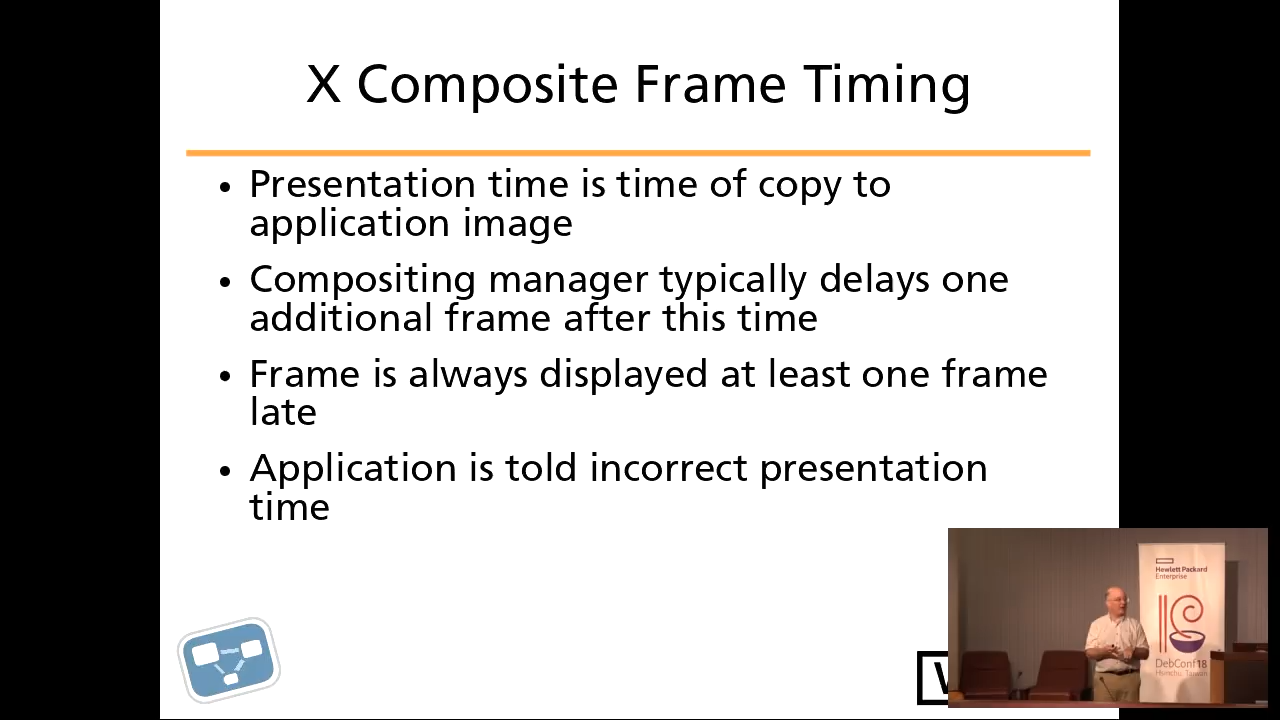 X Composite Frame Timing
• Presentation time is time of copy to
application image
• Compositing manager typically delays one
additional frame after this time
• Frame is always displayed at least one frame
late
• Application is told incorrect presentation
time
Hewlett Packard
Enterprise
DebConf18
Hsinchu, Taiwan